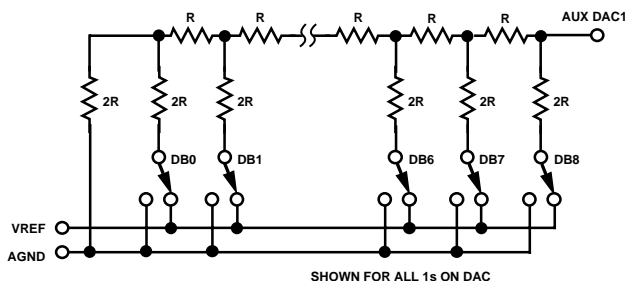 R R R R R AUX DAC1
2R 2R 2R 2R 2R 2R
DB0 DB1 DB6 DB7 DB8
VREF
AGND
SHOWN FOR ALL 1s ON DAC